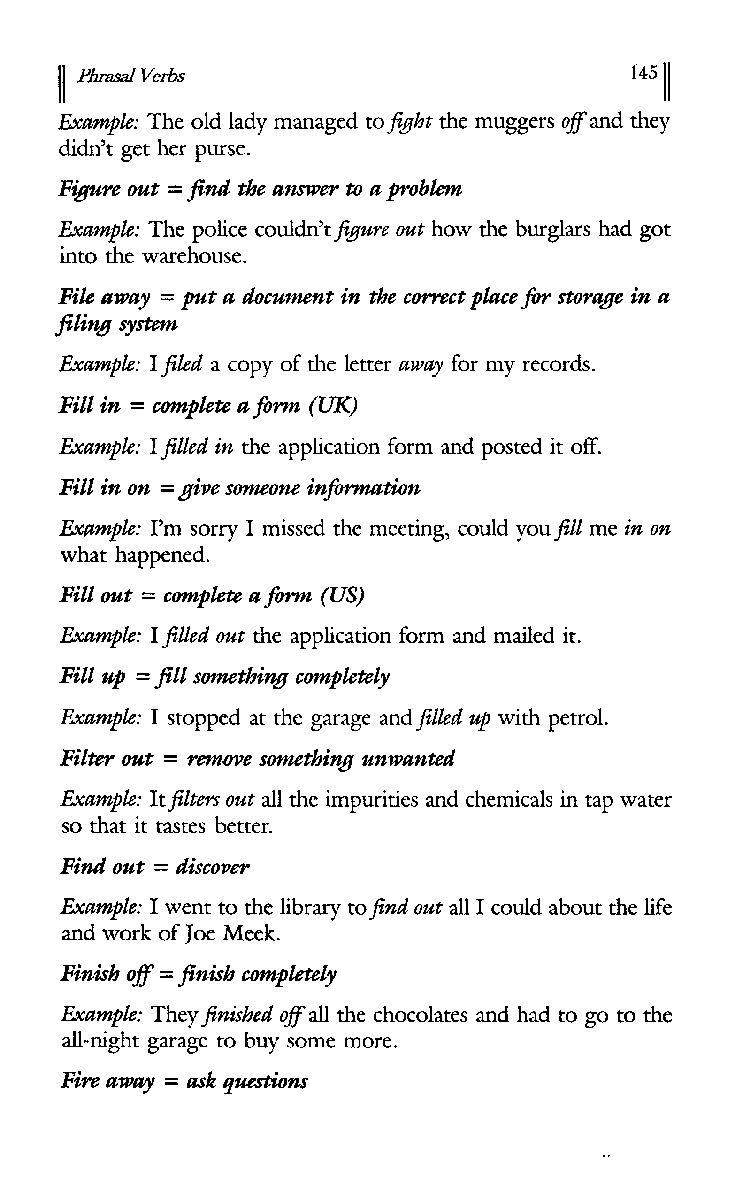 Phrasal Verbs 145
Example: The old lady managed to fight the muggers off and they
didn't get her purse.
Figure out = find the answer to a problem
Example: The police couldn't figure out how the burglars had got
into the warehouse.
File away = put a document in the correct place for storage in a
filing system
Example: I filed a copy of the letter away for my records.
Fill in = complete a form (UK)
Example: I filled in the application form and posted it off.
Fill in on = give someone information
Example: I'm sorry I missed the meeting, could you fill me in on
what happened.
Fill out = complete a form (US)
Example: I filled out the application form and mailed it.
Fill up = fill something completely
Example: I stopped at the garage and filled up with petrol.
Filter out = remove something unwanted
Example: It filters out all the impurities and chemicals in tap water
so that it tastes better.
Find out = discover
Example: I went to the library to find out all I could about the life
and work of Joe Meek.
Finish off = finish completely
Example: They finished off all the chocolates and had to go to the
all-night garage to buy some more.
Fire away = ask questions